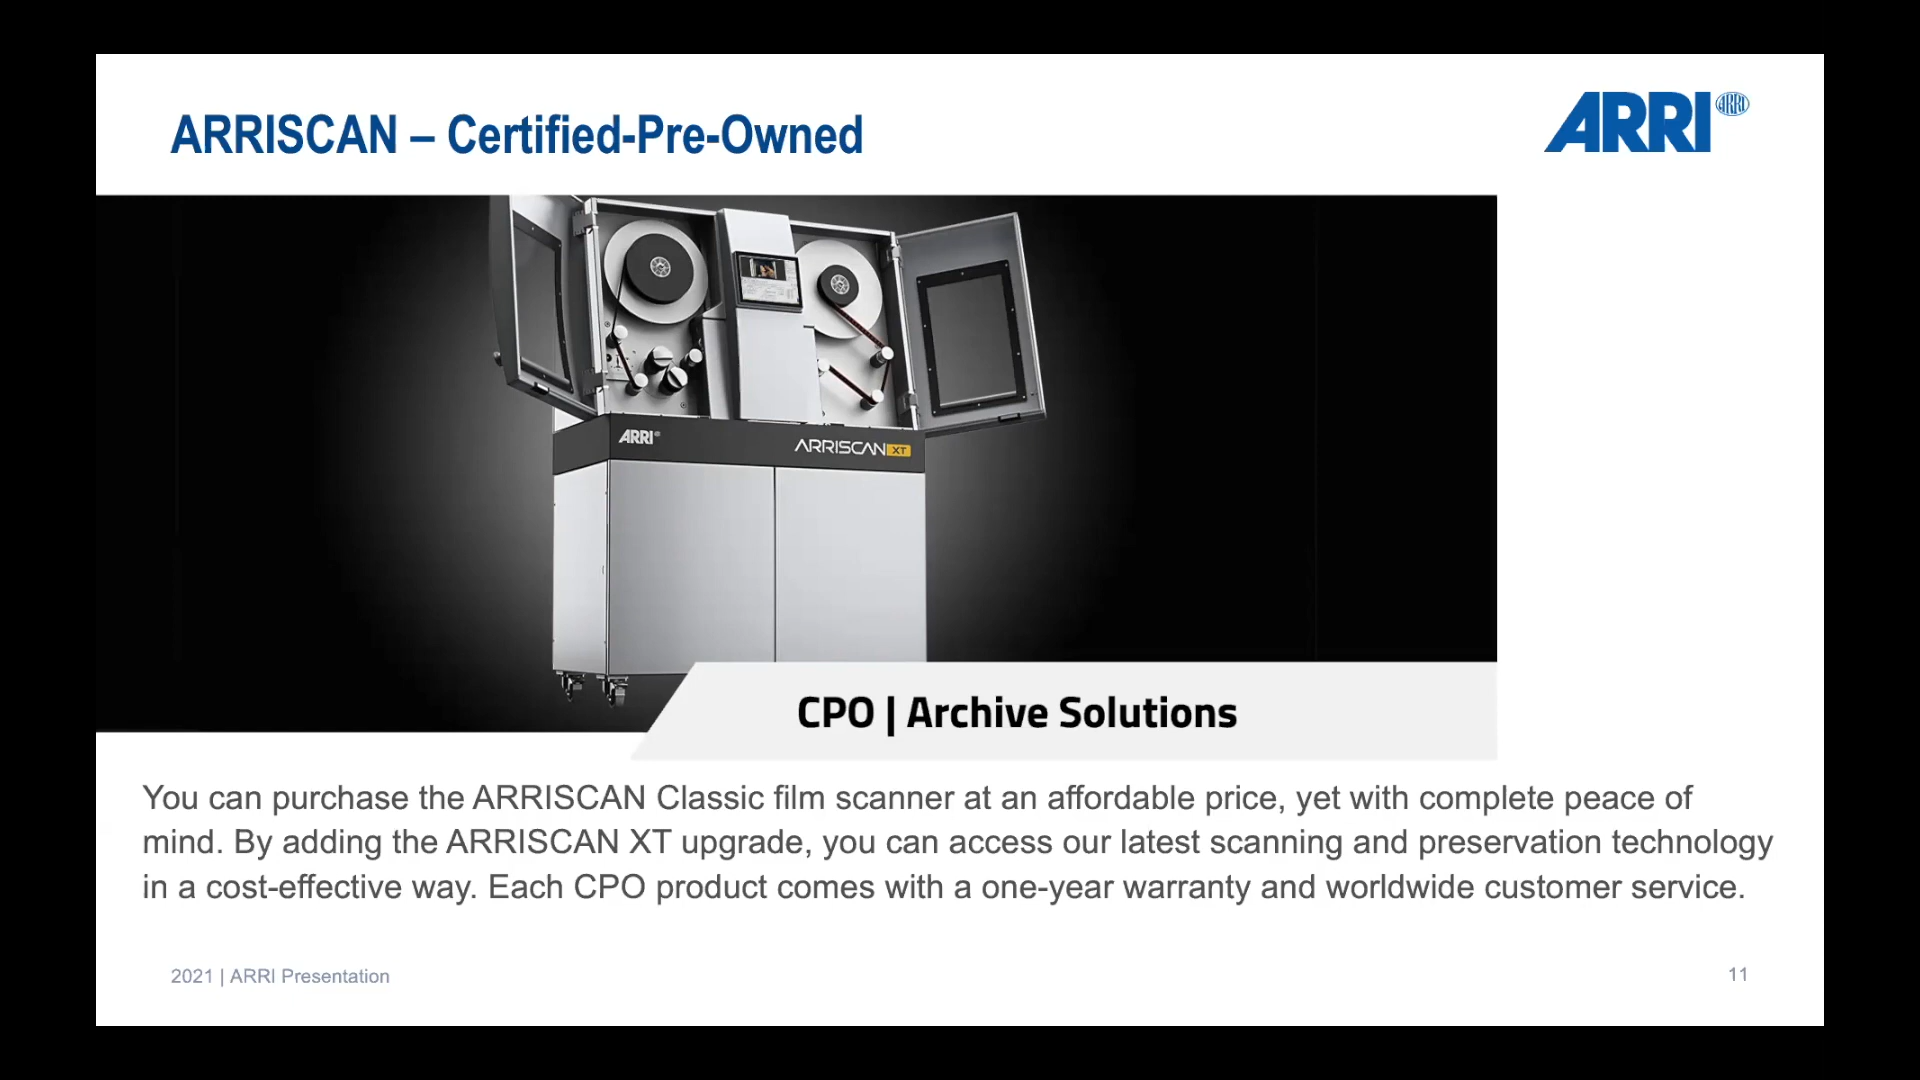 ARRISCAN – Certified-Pre-Owned
ARRI
ARRI
ARRI
ARRISCAN XT
CPO | Archive Solutions
You can purchase the ARRISCAN Classic film scanner at an affordable price, yet with complete peace of
mind. By adding the ARRISCAN XT upgrade, you can access our latest scanning and preservation technology
in a cost-effective way. Each CPO product comes with a one-year warranty and worldwide customer service.
2021 | ARRI Presentation
11